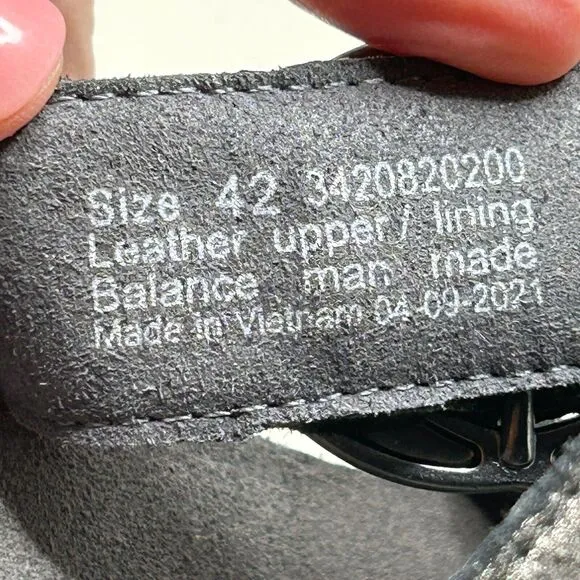 Size 42 3420820200
Leather upper/ lining
Balance man made
Made in Vietnam 04-09-2021